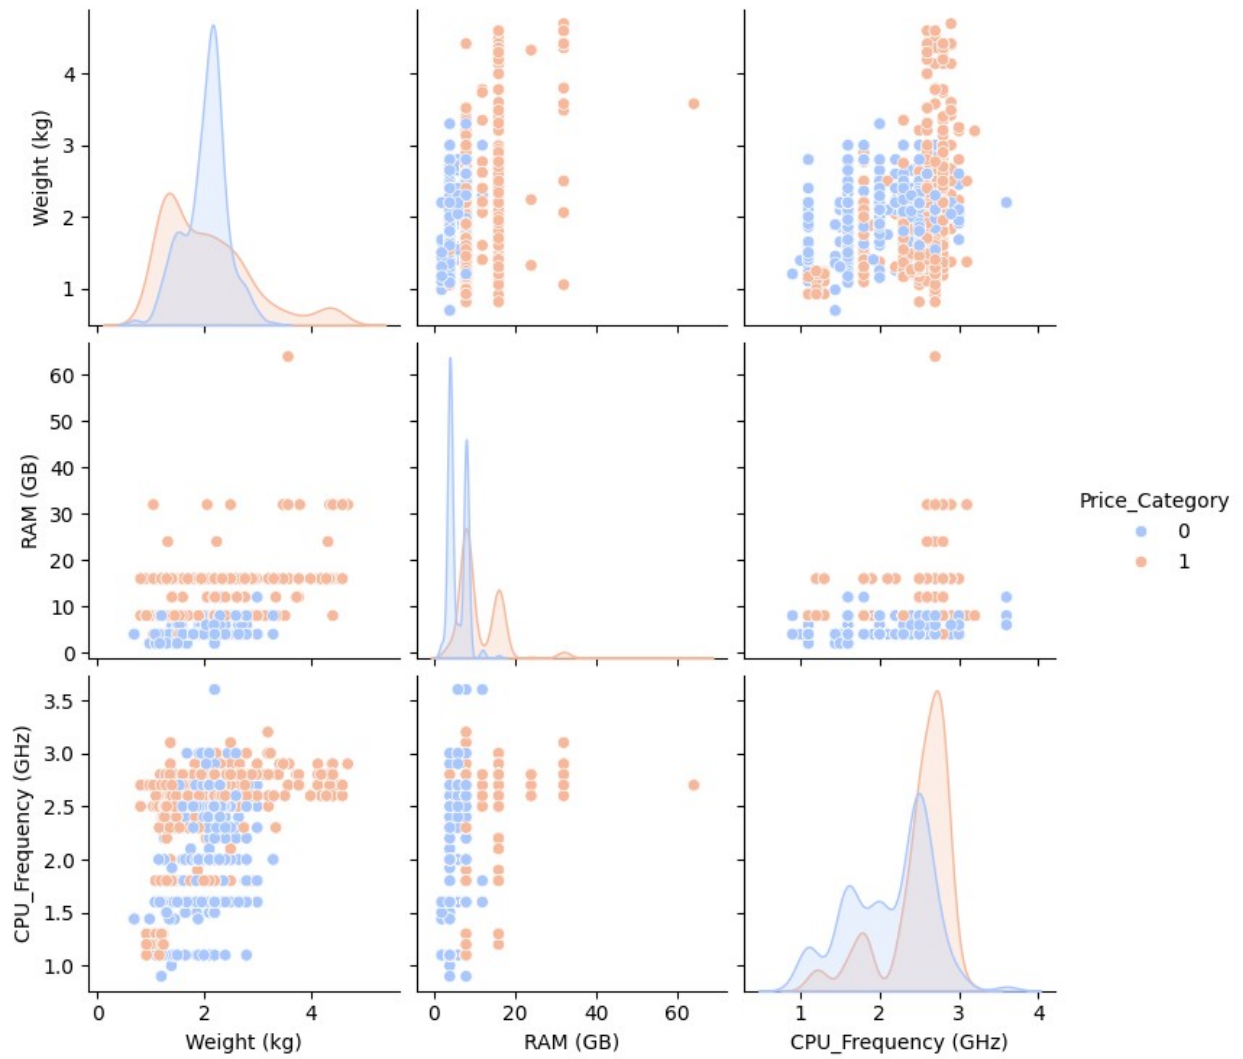 Weight (kg)
4
3
2
1
RAM (GB)
60
50
40
30
20
10
0
Price_Category
0
1
CPU_Frequency (GHz)
3.5
3.0
2.5
2.0
1.5
1.0
0 2 4
Weight (kg)
0 20 40 60
RAM (GB)
1 2 3 4
CPU_Frequency (GHz)